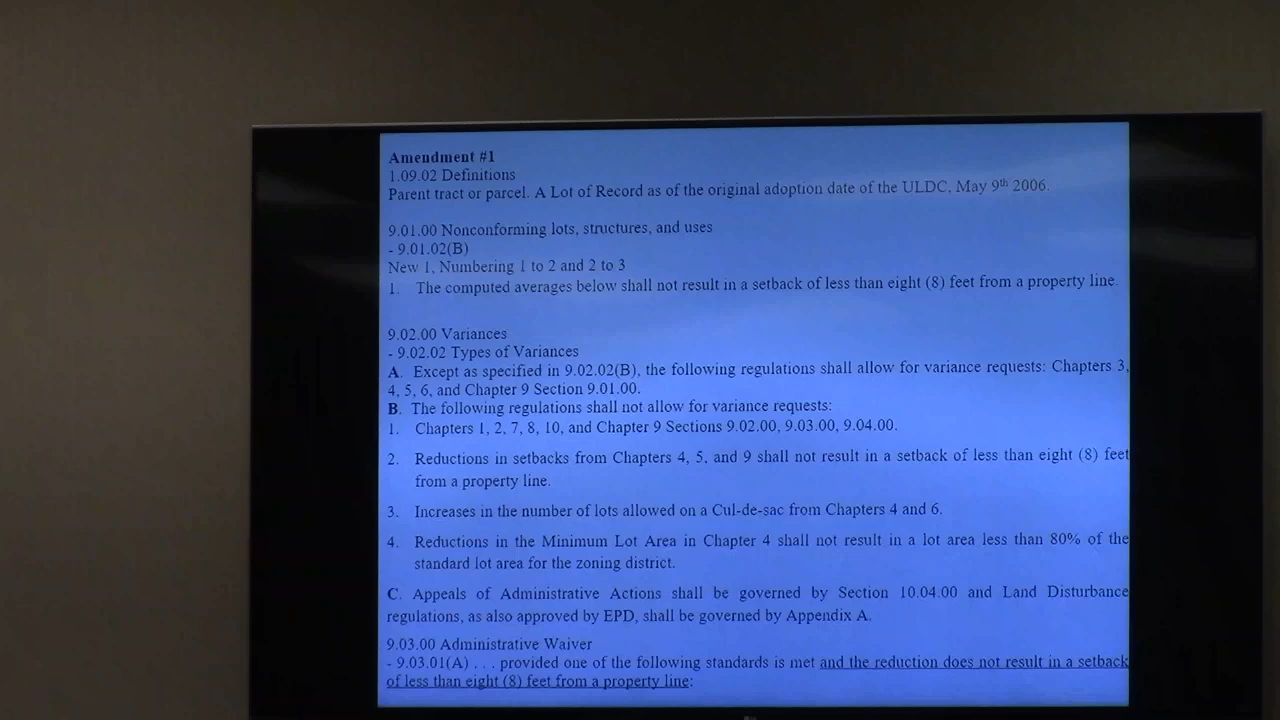 Amendment #1
1.09.02 Definitions
Parent tract or parcel. A Lot of Record as of the original adoption date of the ULDC, May 9th 2006.
9.01.00 Nonconforming lots, structures, and uses
- 9.01.02(B)
New 1, Numbering 1 to 2 and 2 to 3
1. The computed averages below shall not result in a setback of less than eight (8) feet from a property line.
9.02.00 Variances
- 9.02.02 Types of Variances
A. Except as specified in 9.02.02(B), the following regulations shall allow for variance requests: Chapters 3,
4, 5, 6, and Chapter 9 Section 9.01.00.
B. The following regulations shall not allow for variance requests:
1. Chapters 1, 2, 7, 8, 10, and Chapter 9 Sections 9.02.00, 9.03.00, 9.04.00.
2. Reductions in setbacks from Chapters 4, 5, and 9 shall not result in a setback of less than eight (8) feet
from a property line.
3. Increases in the number of lots allowed on a Cul-de-sac from Chapters 4 and 6.
4. Reductions in the Minimum Lot Area in Chapter 4 shall not result in a lot area less than 80% of the
standard lot area for the zoning district.
C. Appeals of Administrative Actions shall be governed by Section 10.04.00 and Land Disturbance
regulations, as also approved by EPD, shall be governed by Appendix A.
9.03.00 Administrative Waiver
- 9.03.01(A) . . . provided one of the following standards is met and the reduction does not result in a setback
of less than eight (8) feet from a property line: